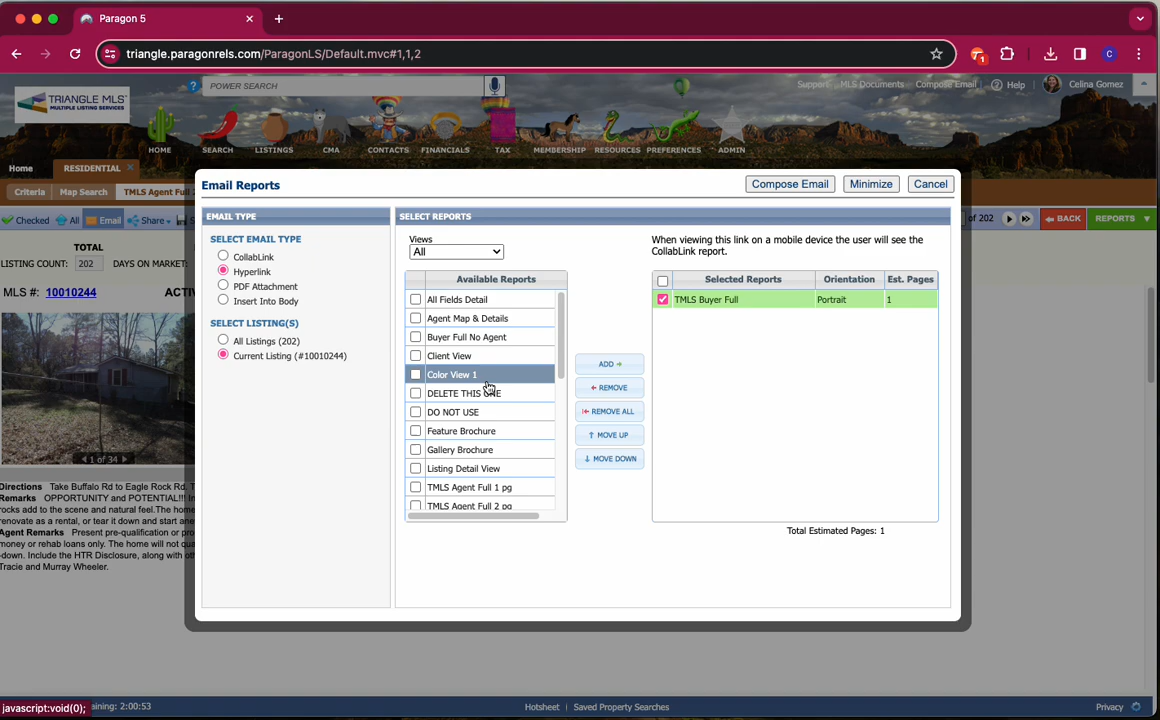 Paragon 5
triangle.paragonrels.com/ParagonLS/Default.mvc#1,1,2
1
C
TRIANGLE MLS
MULTIPLE LISTING SERVICES
?
POWER SEARCH
Support
MLS Documents
Compose Email
Help
Celina Gomez
HOME
SEARCH
LISTINGS
CMA
CONTACTS
FINANCIALS
TAX
MEMBERSHIP
RESOURCES
PREFERENCES
ADMIN
Home
RESIDENTIAL
Criteria
Map Search
TMLS Agent Full
Checked
All
Email
Share
of 202
BACK
REPORTS
TOTAL
LISTING COUNT: 202 DAYS ON MARKET:
MLS #: 10010244
1 of 34
Directions Take Buffalo Rd to Eagle Rock Rd.
Remarks OPPORTUNITY and POTENTIAL!!!
rocks add to the scene and natural feel.The home
renovate as a rental, or tear it down and start
Agent Remarks Present pre-qualification or
money or rehab loans only. The home will not
-down. Include the HTR Disclosure, along with
Tracie and Murray Wheeler.
Email Reports
Compose Email
Minimize
Cancel
EMAIL TYPE
SELECT EMAIL TYPE
CollabLink
Hyperlink
PDF Attachment
Insert Into Body
SELECT LISTING(S)
All Listings (202)
Current Listing (#10010244)
SELECT REPORTS
Views
All
Available Reports
All Fields Detail
Agent Map & Details
Buyer Full No Agent
Client View
Color View 1
DELETE THIS ONE
DO NOT USE
Feature Brochure
Gallery Brochure
Listing Detail View
TMLS Agent Full 1 pg
TMLS Agent Full 2 pg
ADD
REMOVE
REMOVE ALL
MOVE UP
MOVE DOWN
When viewing this link on a mobile device the user will see the
CollabLink report.
Selected Reports
Orientation
Est. Pages
TMLS Buyer Full
Portrait
1
Total Estimated Pages: 1
javascript:void(0);
aining: 2:00:53
Hotsheet
Saved Property Searches
Privacy